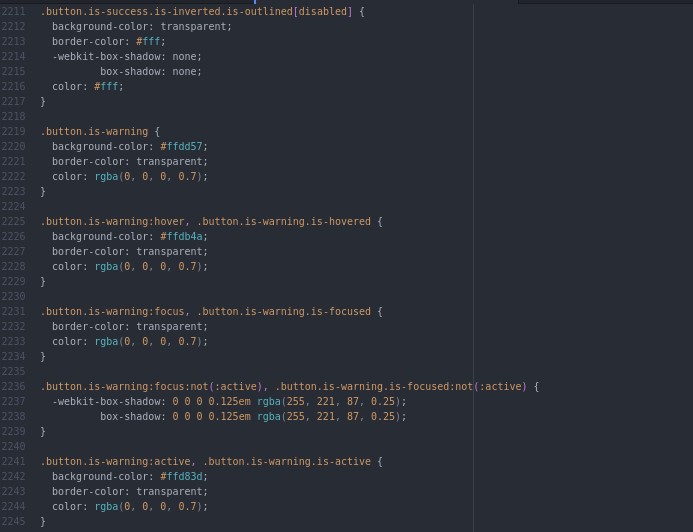 2211 .button.is-success.is-inverted.is-outlined[disabled] {
2212   background-color: transparent;
2213   border-color: #fff;
2214   -webkit-box-shadow: none;
2215           box-shadow: none;
2216   color: #fff;
2217 }
2218
2219 .button.is-warning {
2220   background-color: #ffdd57;
2221   border-color: transparent;
2222   color: rgba(0, 0, 0, 0.7);
2223 }
2224
2225 .button.is-warning:hover, .button.is-warning.is-hovered {
2226   background-color: #ffdb4a;
2227   border-color: transparent;
2228   color: rgba(0, 0, 0, 0.7);
2229 }
2230
2231 .button.is-warning:focus, .button.is-warning.is-focused {
2232   border-color: transparent;
2233   color: rgba(0, 0, 0, 0.7);
2234 }
2235
2236 .button.is-warning:focus:not(:active), .button.is-warning.is-focused:not(:active) {
2237   -webkit-box-shadow: 0 0 0 0.125em rgba(255, 221, 87, 0.25);
2238           box-shadow: 0 0 0 0.125em rgba(255, 221, 87, 0.25);
2239 }
2240
2241 .button.is-warning:active, .button.is-warning.is-active {
2242   background-color: #ffd83d;
2243   border-color: transparent;
2244   color: rgba(0, 0, 0, 0.7);
2245 }